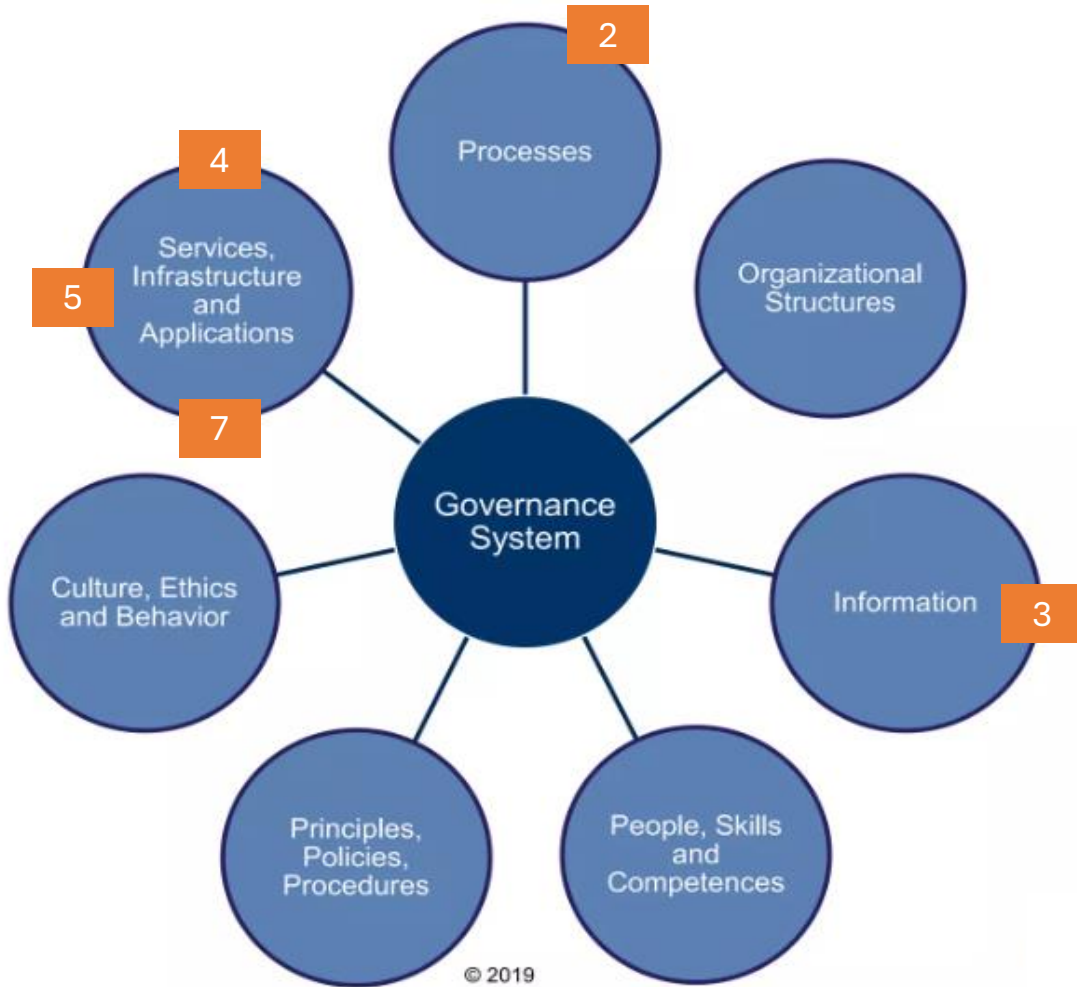 2
Processes
4
Services,
Infrastructure
and
Applications
5
7
Organizational
Structures
Governance
System
Culture, Ethics
and Behavior
Information
3
Principles,
Policies,
Procedures
People, Skills
and
Competences
© 2019